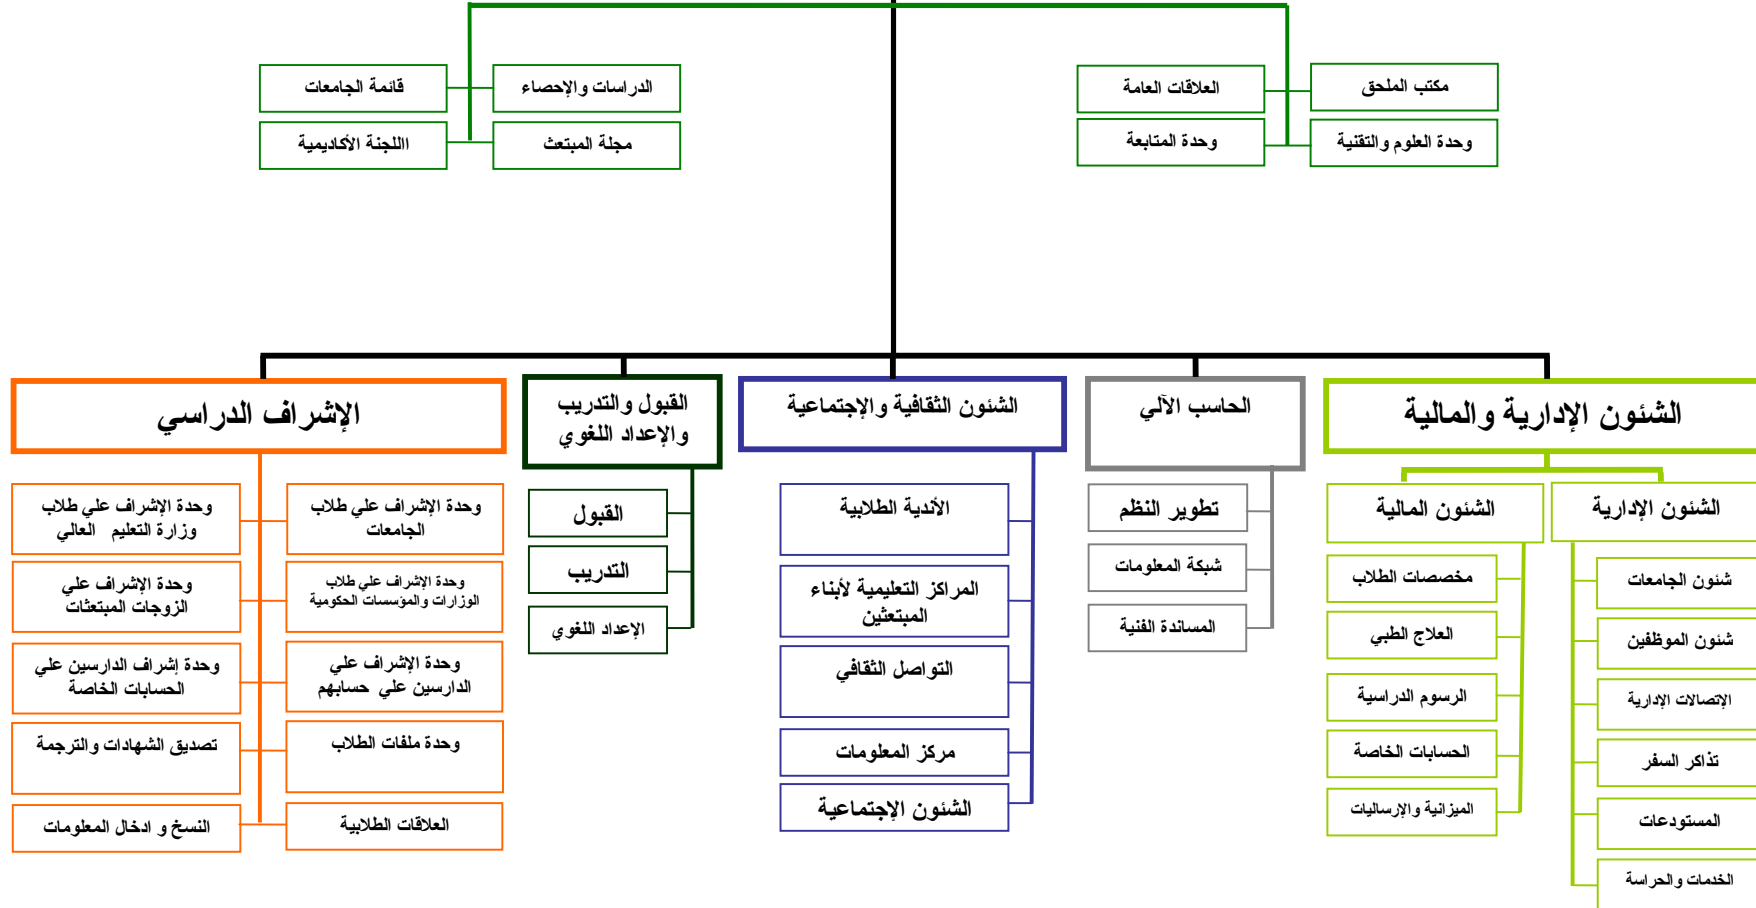 مكتب الملحق
العلاقات العامة
وحدة العلوم والتقنية
وحدة المتابعة
الدراسات والإحصاء
قائمة الجامعات
مجلة المبتعث
االلجنة الأكاديمية
الشئون الإدارية والمالية
الحاسب الآلي
الشئون الثقافية والإجتماعية
القبول والتدريب
والإعداد اللغوي
الإشراف الدراسي
الشئون الإدارية
شئون الجامعات
شئون الموظفين
الإتصالات الإدارية
تذاكر السفر
المستودعات
الخدمات والحراسة
الشئون المالية
مخصصات الطلاب
العلاج الطبي
الرسوم الدراسية
الحسابات الخاصة
الميزانية والإرساليات
تطوير النظم
شبكة المعلومات
المساندة الفنية
الأندية الطلابية
المراكز التعليمية لأبناء
المبتعثين
التواصل الثقافي
مركز المعلومات
الشئون الإجتماعية
القبول
التدريب
الإعداد اللغوي
وحدة الإشراف علي طلاب
الجامعات
وحدة الإشراف علي طلاب
وزارة التعليم العالي
وحدة الإشراف علي طلاب
الوزارات والمؤسسات الحكومية
وحدة الإشراف علي
الزوجات المبتعثات
وحدة الإشراف علي
الدارسين علي حسابهم
وحدة إشراف الدارسين علي
الحسابات الخاصة
وحدة ملفات الطلاب
تصديق الشهادات والترجمة
العلاقات الطلابية
النسخ و ادخال المعلومات